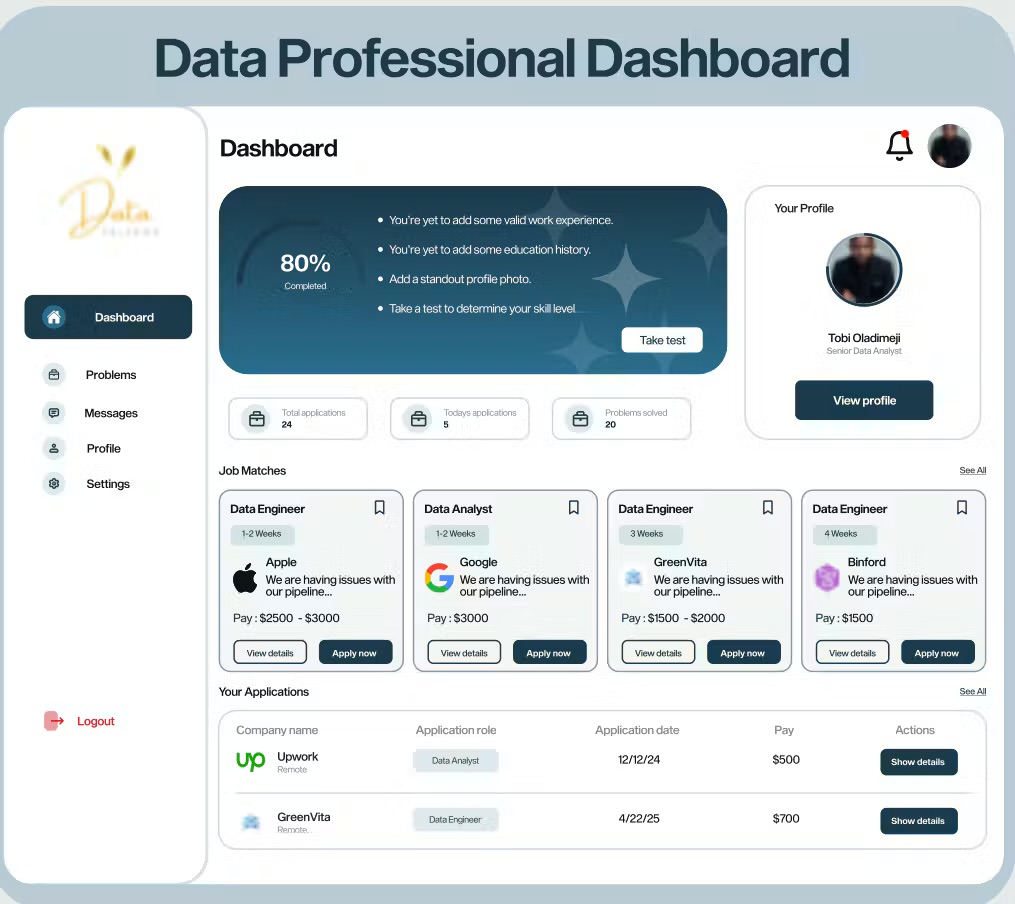 Data Professional Dashboard
Data
Dashboard
Dashboard
Problems
Messages
Profile
Settings
Logout
80%
Completed
You're yet to add some valid work experience.
You're yet to add some education history.
Add a standout profile photo.
Take a test to determine your skill level
Take test
Your Profile
Tobi Oladimeji
Senior Data Analyst
View profile
Total applications
24
Todays applications
5
Problems solved
20
Job Matches
See All
Data Engineer
1-2 Weeks
Apple
We are having issues with
our pipeline...
Pay : $2500 - $3000
View details
Apply now
Data Analyst
1-2 Weeks
Google
We are having issues with
our pipeline...
Pay : $3000
View details
Apply now
Data Engineer
3 Weeks
GreenVita
We are having issues with
our pipeline...
Pay : $1500 - $2000
View details
Apply now
Data Engineer
4 Weeks
Binford
We are having issues with
our pipeline...
Pay : $1500
View details
Apply now
Your Applications
See All
Company name Application role Application date Pay Actions
up Upwork
Remote
Data Analyst
12/12/24
$500
Show details
GreenVita
Remote..
Data Engineer
4/22/25
$700
Show details